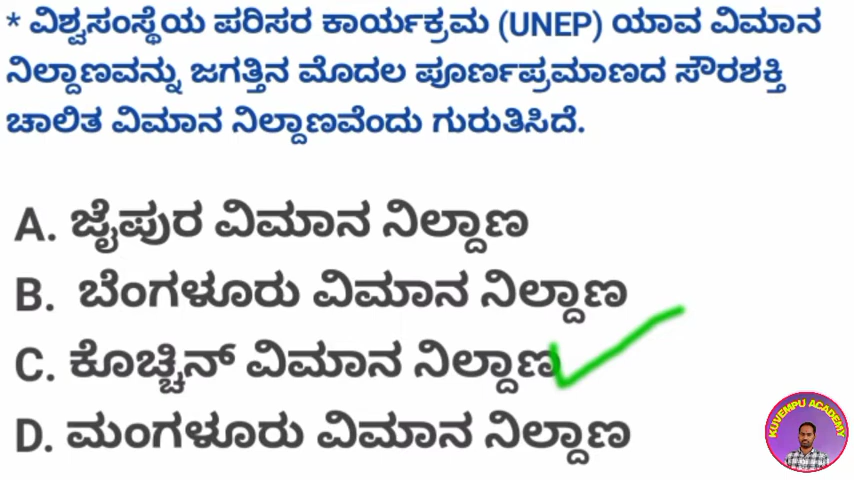 * ವಿಶ್ವಸಂಸ್ಥೆಯ ಪರಿಸರ ಕಾರ್ಯಕ್ರಮ (UNEP) ಯಾವ ವಿಮಾನ
ನಿಲ್ದಾಣವನ್ನು ಜಗತ್ತಿನ ಮೊದಲ ಪೂರ್ಣಪ್ರಮಾಣದ ಸೌರಶಕ್ತಿ
ಚಾಲಿತ ವಿಮಾನ ನಿಲ್ದಾಣವೆಂದು ಗುರುತಿಸಿದೆ.
A. ಜೈಪುರ ವಿಮಾನ ನಿಲ್ದಾಣ
B. ಬೆಂಗಳೂರು ವಿಮಾನ ನಿಲ್ದಾಣ
C. ಕೊಚ್ಚಿನ್ ವಿಮಾನ ನಿಲ್ದಾಣ
D. ಮಂಗಳೂರು ವಿಮಾನ ನಿಲ್ದಾಣ
KUVEMPU ACADEMY